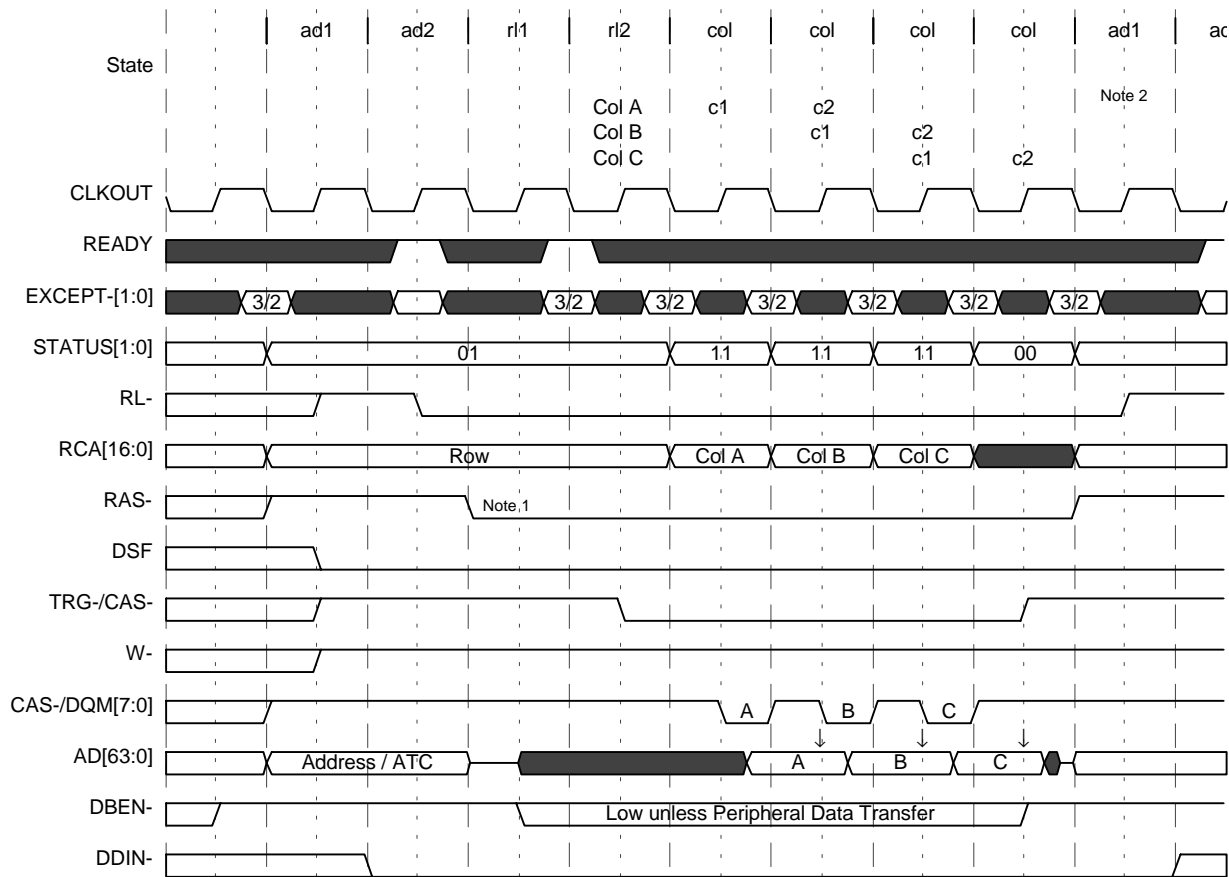 ad1 ad2 rl1 rl2 col col col col ad1
State
Note 2
Col A c1 c2
Col B c1 c2
Col C c1 c2
CLKOUT
READY
EXCEPT-[1:0] 3/2 3/2 3/2 3/2 3/2 3/2 3/2
STATUS[1:0] 01 11 11 11 00
RL-
RCA[16:0] Row Col A Col B Col C
RAS- Note 1
DSF
TRG-/CAS-
W-
CAS-/DQM[7:0] A B C
AD[63:0] Address / ATC A B C
DBEN- Low unless Peripheral Data Transfer
DDIN-